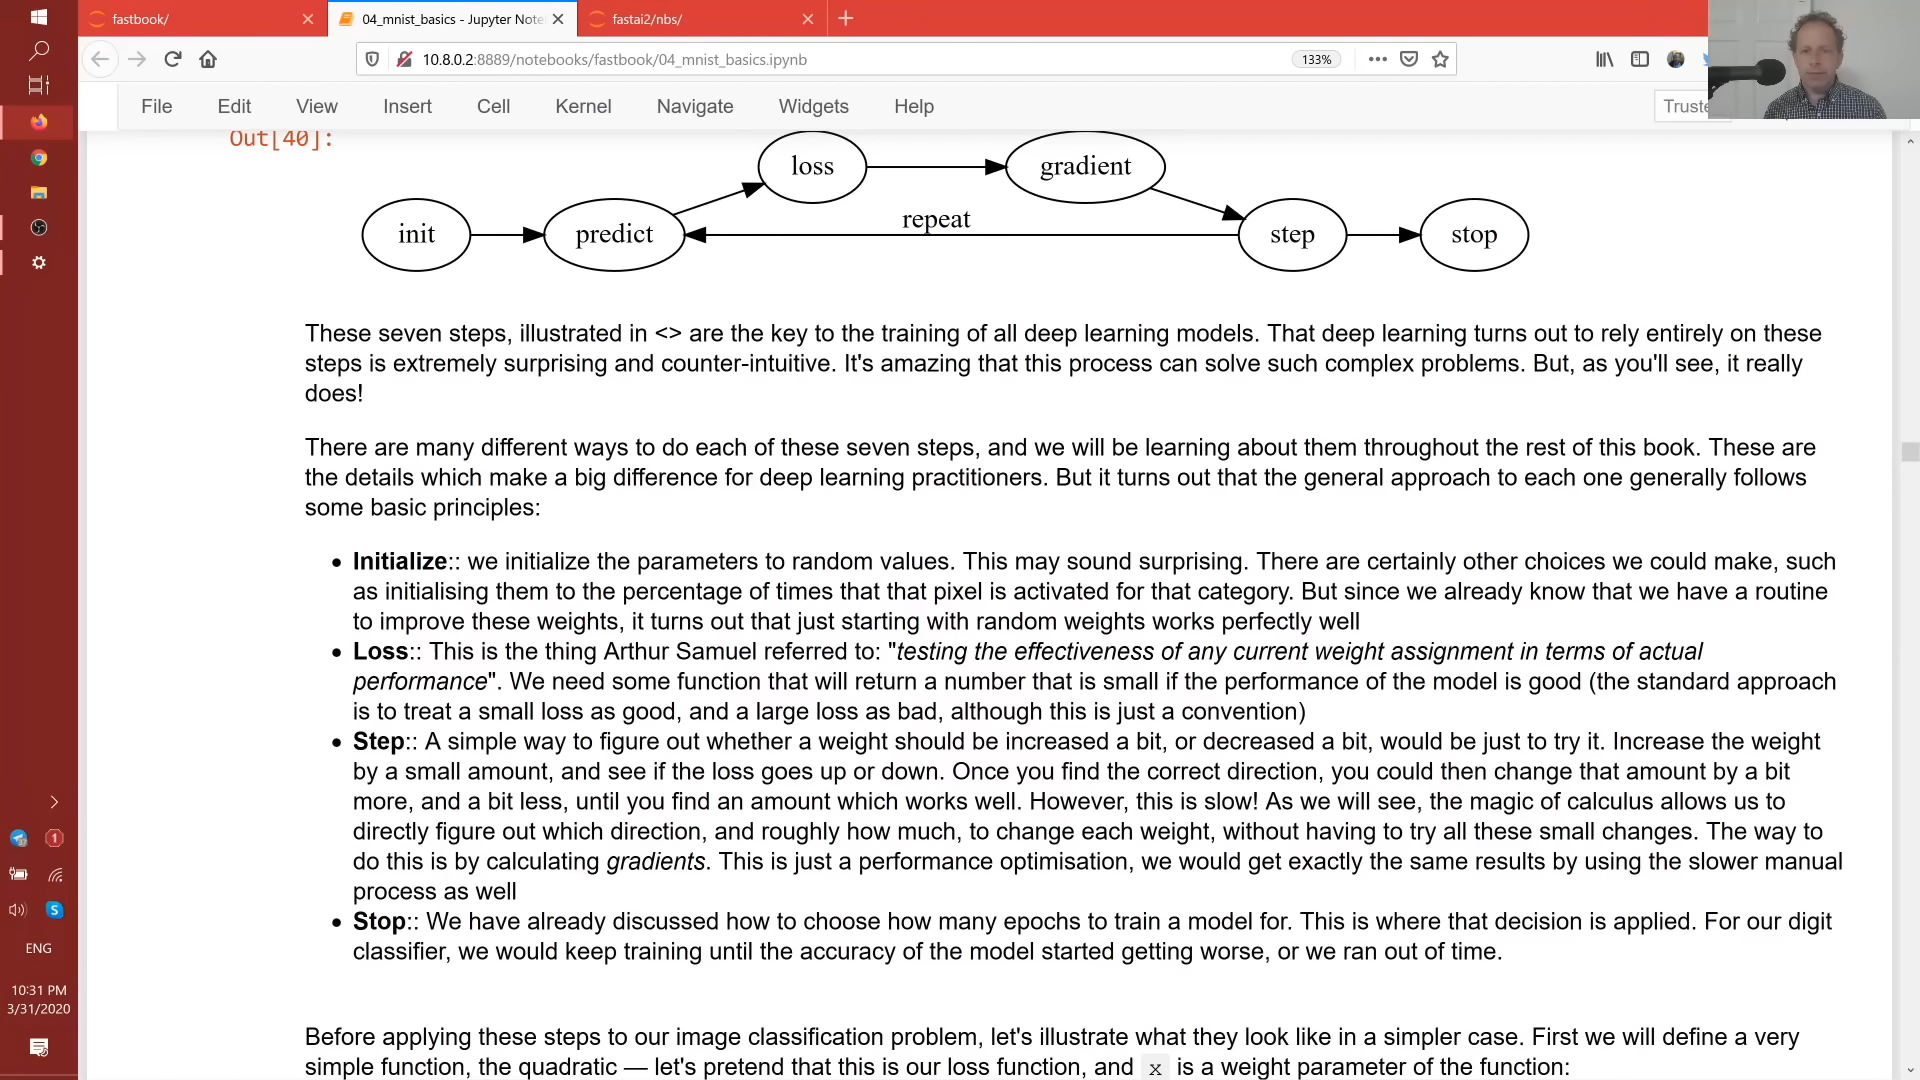 fastbook/
04_mnist_basics - Jupyter Note
fastai2/nbs/
10.8.0.2:8889/notebooks/fastbook/04_mnist_basics.ipynb
133%
File Edit View Insert Cell Kernel Navigate Widgets Help
Truste
Out[40]:
loss
gradient
repeat
init
predict
step
stop
These seven steps, illustrated in <> are the key to the training of all deep learning models. That deep learning turns out to rely entirely on these
steps is extremely surprising and counter-intuitive. It's amazing that this process can solve such complex problems. But, as you'll see, it really
does!
There are many different ways to do each of these seven steps, and we will be learning about them throughout the rest of this book. These are
the details which make a big difference for deep learning practitioners. But it turns out that the general approach to each one generally follows
some basic principles:
• Initialize:: we initialize the parameters to random values. This may sound surprising. There are certainly other choices we could make, such
as initialising them to the percentage of times that that pixel is activated for that category. But since we already know that we have a routine
to improve these weights, it turns out that just starting with random weights works perfectly well
• Loss:: This is the thing Arthur Samuel referred to: "testing the effectiveness of any current weight assignment in terms of actual
performance". We need some function that will return a number that is small if the performance of the model is good (the standard approach
is to treat a small loss as good, and a large loss as bad, although this is just a convention)
• Step:: A simple way to figure out whether a weight should be increased a bit, or decreased a bit, would be just to try it. Increase the weight
by a small amount, and see if the loss goes up or down. Once you find the correct direction, you could then change that amount by a bit
more, and a bit less, until you find an amount which works well. However, this is slow! As we will see, the magic of calculus allows us to
directly figure out which direction, and roughly how much, to change each weight, without having to try all these small changes. The way to
do this is by calculating gradients. This is just a performance optimisation, we would get exactly the same results by using the slower manual
process as well
• Stop:: We have already discussed how to choose how many epochs to train a model for. This is where that decision is applied. For our digit
classifier, we would keep training until the accuracy of the model started getting worse, or we ran out of time.
Before applying these steps to our image classification problem, let's illustrate what they look like in a simpler case. First we will define a very
simple function, the quadratic — let's pretend that this is our loss function, and x is a weight parameter of the function:
1
S
ENG
10:31 PM
3/31/2020